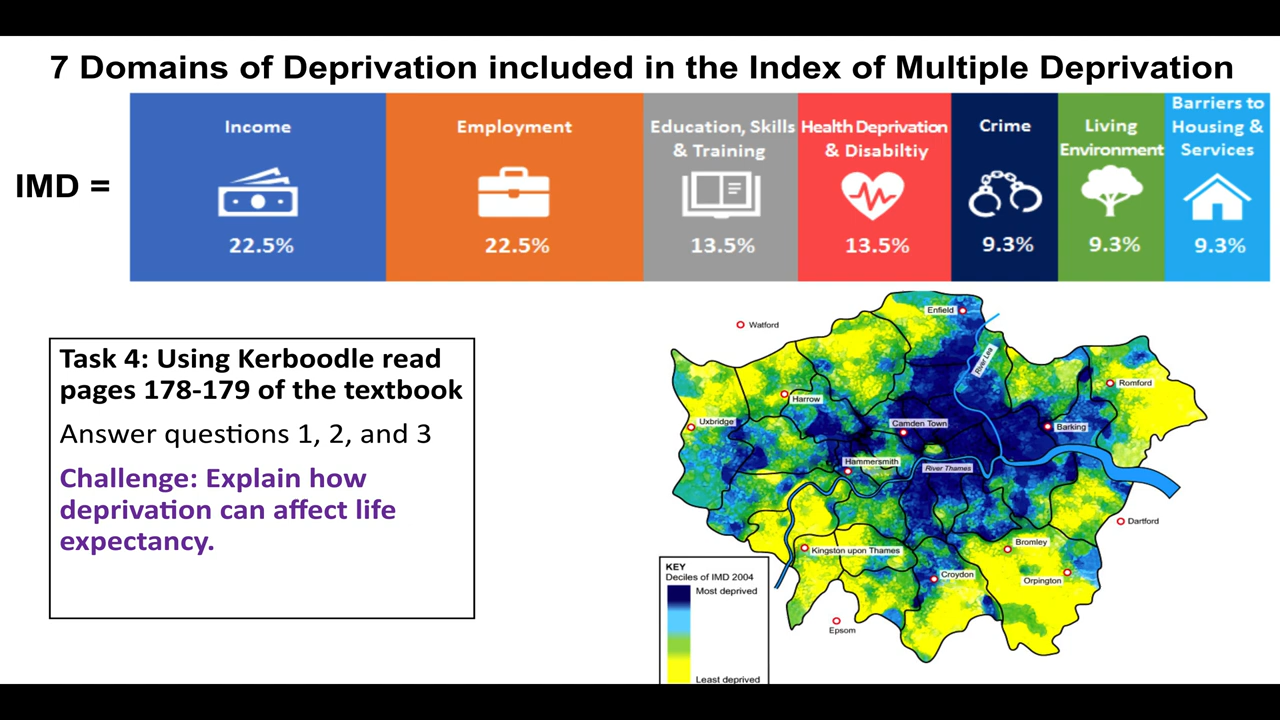 7 Domains of Deprivation included in the Index of Multiple Deprivation
IMD =
Income
22.5%
Employment
22.5%
Education, Skills
& Training
13.5%
Health Deprivation
& Disabiltiy
13.5%
Crime
9.3%
Living
Environment
9.3%
Barriers to
Housing &
Services
9.3%
Task 4: Using Kerboodle read
pages 178-179 of the textbook
Answer questions 1, 2, and 3
Challenge: Explain how
deprivation can affect life
expectancy.
Enfield
Watford
River Lea
Romford
Harrow
Uxbridge
Camden Town
Barking
Hammersmith
River Thames
Dartford
Kingston upon Thames
Bromley
Croydon
Orpington
Epsom
KEY
Deciles of IMD 2004
Most deprived
Least deprived